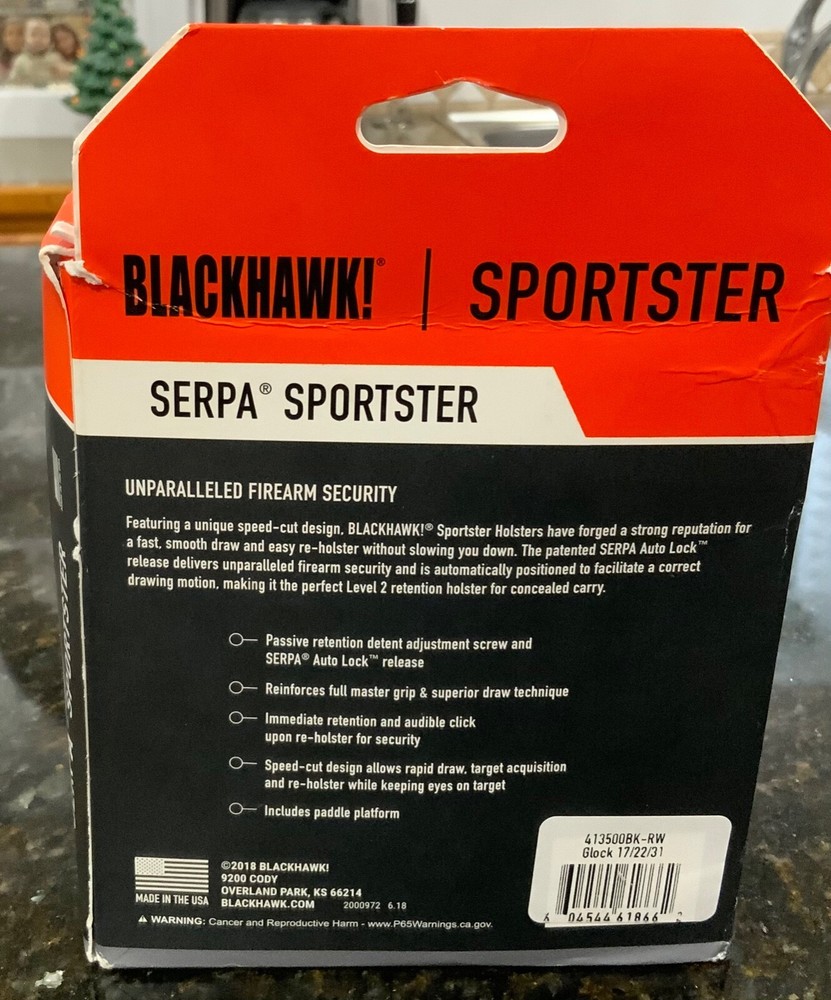 BLACKHAWK!® | SPORTSTER
SERPA® SPORTSTER
UNPARALLELED FIREARM SECURITY
Featuring a unique speed-cut design, BLACKHAWK!® Sportster Holsters have forged a strong reputation for
a fast, smooth draw and easy re-holster without slowing you down. The patented SERPA Auto Lock™
release delivers unparalleled firearm security and is automatically positioned to facilitate a correct
drawing motion, making it the perfect Level 2 retention holster for concealed carry.
Passive retention detent adjustment screw and
SERPA® Auto Lock™ release
Reinforces full master grip & superior draw technique
Immediate retention and audible click
upon re-holster for security
Speed-cut design allows rapid draw, target acquisition
and re-holster while keeping eyes on target
Includes paddle platform
413500BK-RW
Glock 17/22/31
04544 61866
MADE IN THE USA
©2018 BLACKHAWK!
9200 CODY
OVERLAND PARK, KS 66214
BLACKHAWK.COM 2000972 6.18
⚠ WARNING: Cancer and Reproductive Harm - www.P65Warnings.ca.gov.
SPORTSTER